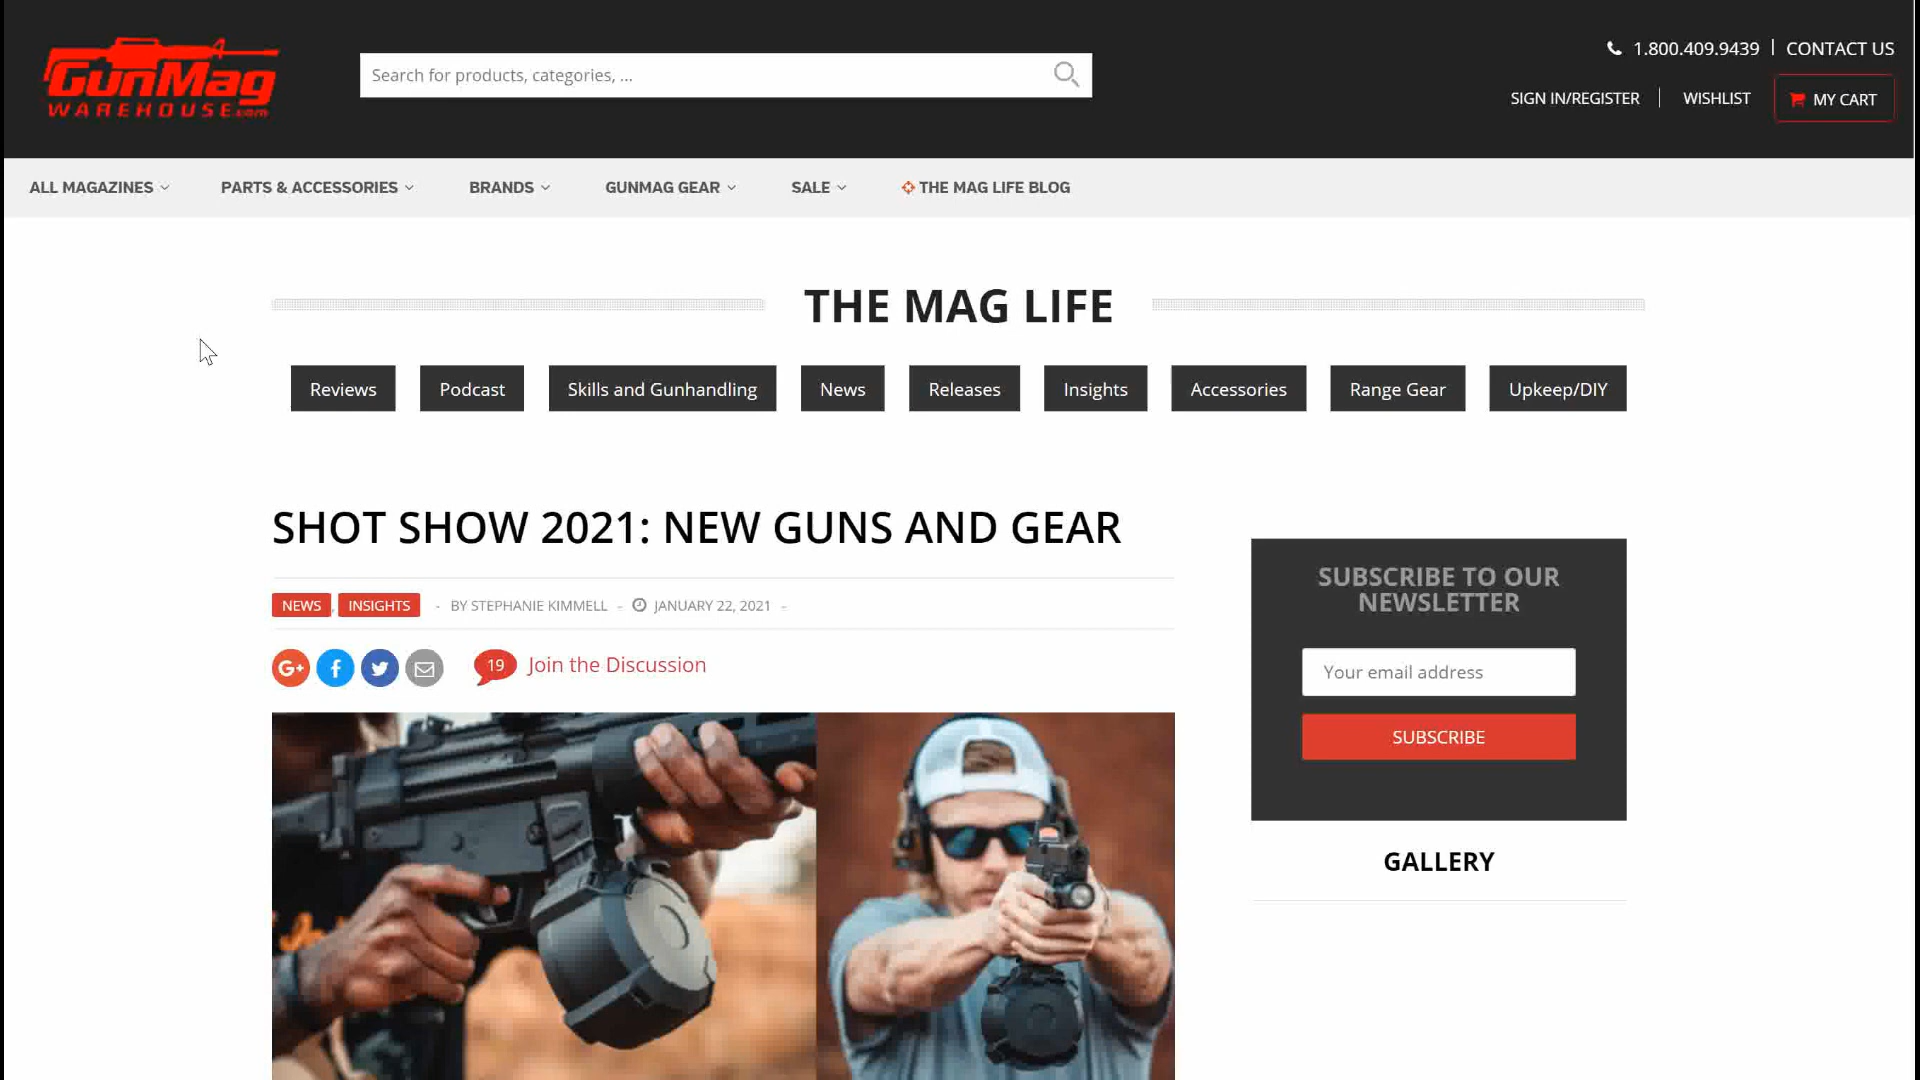 GunMag
WAREHOUSE.com
Search for products, categories, ...
1.800.409.9439 | CONTACT US
SIGN IN/REGISTER | WISHLIST MY CART
ALL MAGAZINES PARTS & ACCESSORIES BRANDS GUNMAG GEAR SALE THE MAG LIFE BLOG
THE MAG LIFE
Reviews Podcast Skills and Gunhandling News Releases Insights Accessories Range Gear Upkeep/DIY
SHOT SHOW 2021: NEW GUNS AND GEAR
NEWS, INSIGHTS - BY STEPHANIE KIMMELL - JANUARY 22, 2021 -
G+ f 19 Join the Discussion
SUBSCRIBE TO OUR
NEWSLETTER
Your email address
SUBSCRIBE
GALLERY